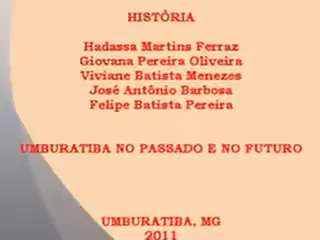 HISTÓRIA
Hadassa Martins Ferraz
Giovana Pereira Oliveira
Viviane Batista Menezes
José Antônio Barbosa
Felipe Batista Pereira
UMBURATIBA NO PASSADO E NO FUTURO
UMBURATIBA, MG
2011